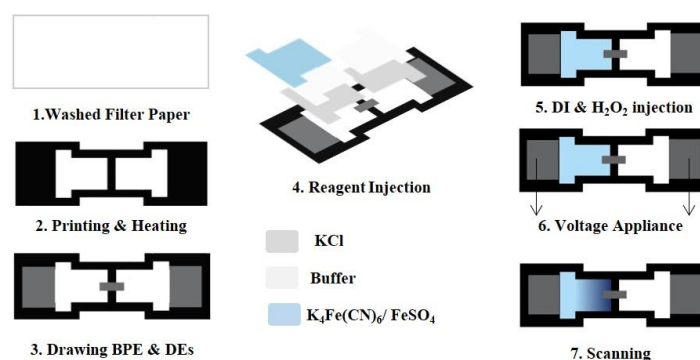 1.Washed Filter Paper
2. Printing & Heating
3. Drawing BPE & DEs
4. Reagent Injection
KCl
Buffer
K₄Fe(CN)₆/ FeSO₄
5. DI & H₂O₂ injection
6. Voltage Appliance
7. Scanning